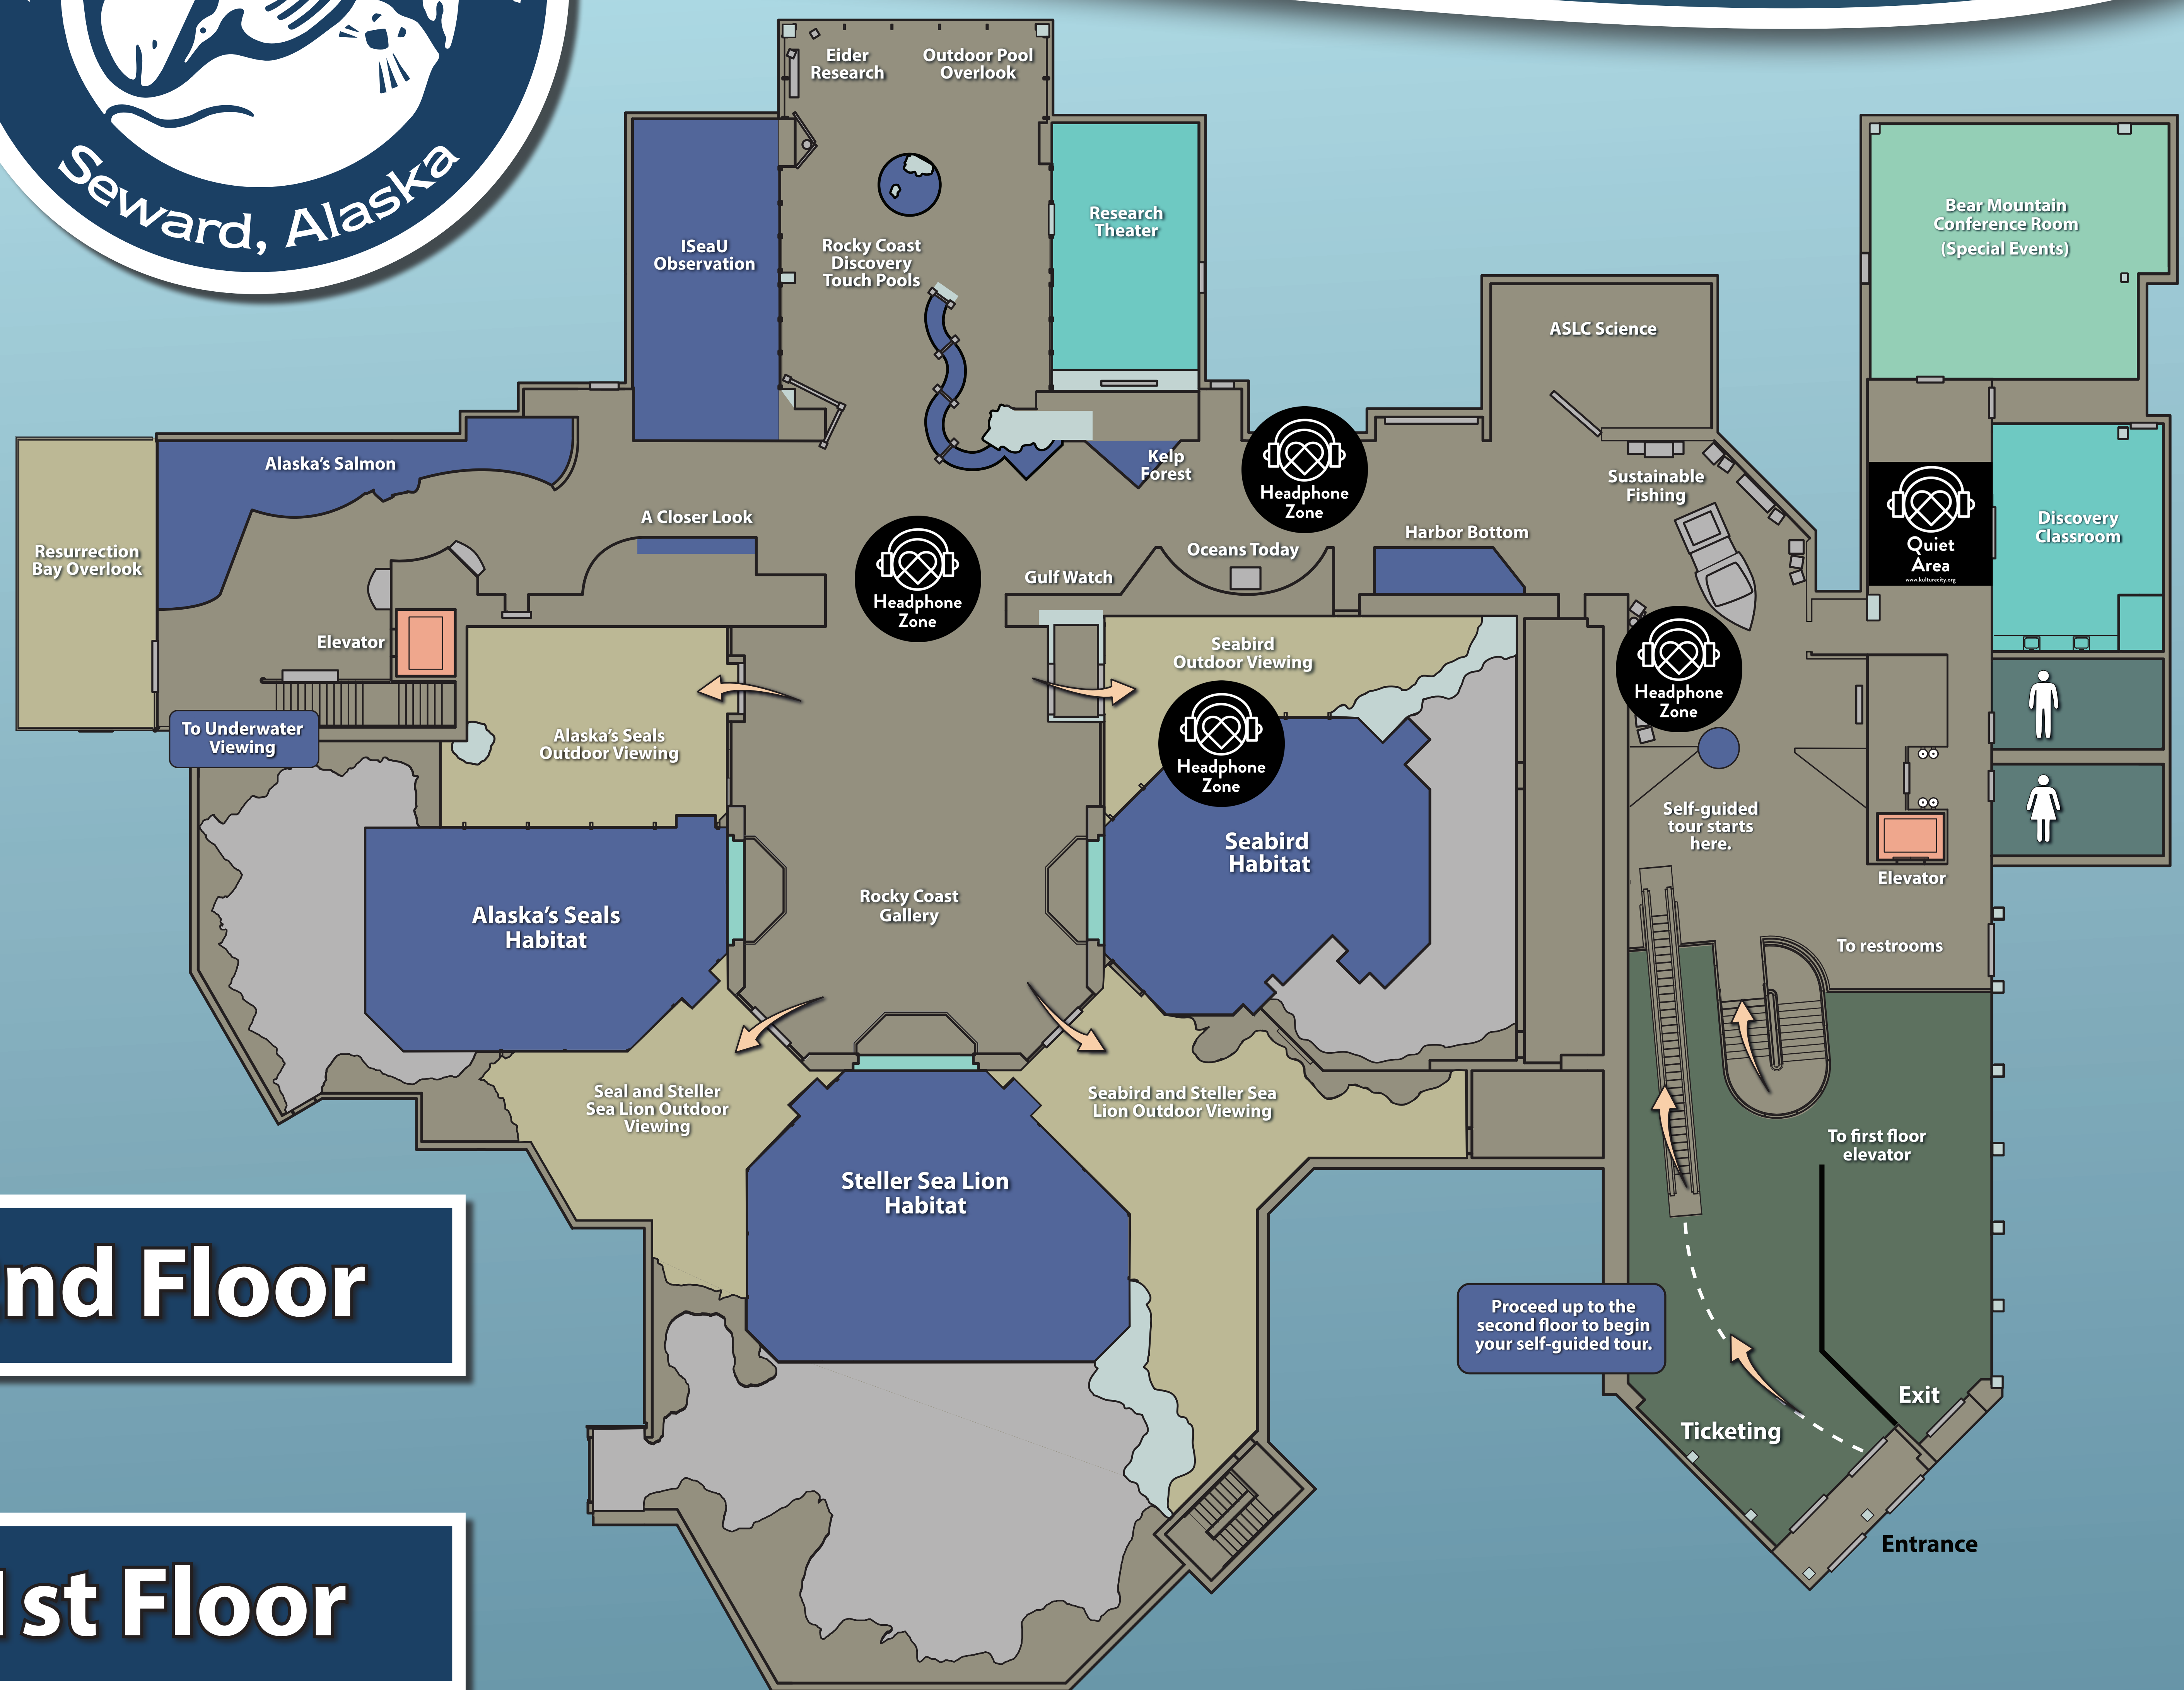 Seward, Alaska
Eider
Research
Outdoor Pool
Overlook
ISeaU
Observation
Rocky Coast
Discovery
Touch Pools
Research
Theater
Bear Mountain
Conference Room
(Special Events)
ASLC Science
Alaska's Salmon
Kelp
Forest
Headphone
Zone
Sustainable
Fishing
Quiet
Area
www.kulturecity.org
Discovery
Classroom
Resurrection
Bay Overlook
A Closer Look
Headphone
Zone
Gulf Watch
Oceans Today
Harbor Bottom
Elevator
Seabird
Outdoor Viewing
Headphone
Zone
To Underwater
Viewing
Alaska's Seals
Outdoor Viewing
Headphone
Zone
Self-guided
tour starts
here.
Seabird
Habitat
Elevator
Alaska's Seals
Habitat
Rocky Coast
Gallery
To restrooms
Seal and Steller
Sea Lion Outdoor
Viewing
Seabird and Steller Sea
Lion Outdoor Viewing
To first floor
elevator
Steller Sea Lion
Habitat
nd Floor
Proceed up to the
second floor to begin
your self-guided tour.
Exit
Ticketing
Entrance
1st Floor